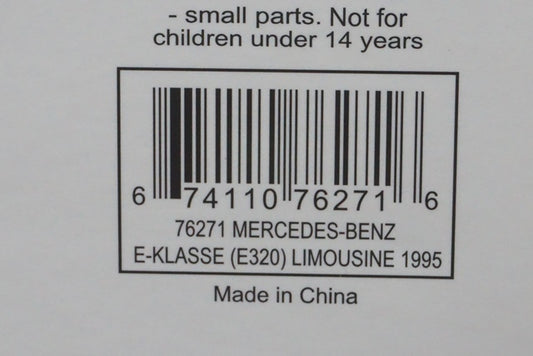 - small parts. Not for
children under 14 years
6 74110 76271 6
76271 MERCEDES-BENZ
E-KLASSE (E320) LIMOUSINE 1995
Made in China